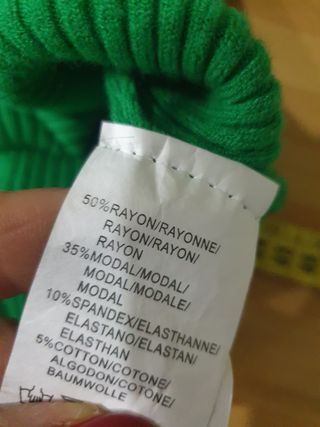 50%RAYON/RAYONNE/
RAYON/RAYON/
RAYON
35%MODAL/MODAL/
MODAL/MODALE/
MODAL
10%SPANDEX/ELASTHANNE/
ELASTANO/ELASTAN/
ELASTHAN
5%COTTON/COTONE/
ALGODON/COTONE/
BAUMWOLLE